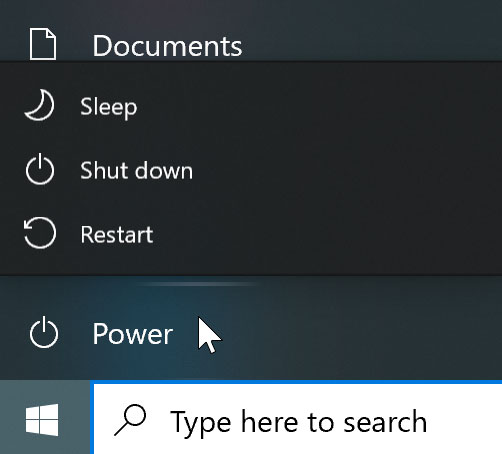 Documents
Sleep
Shut down
Restart
Power
Type here to search